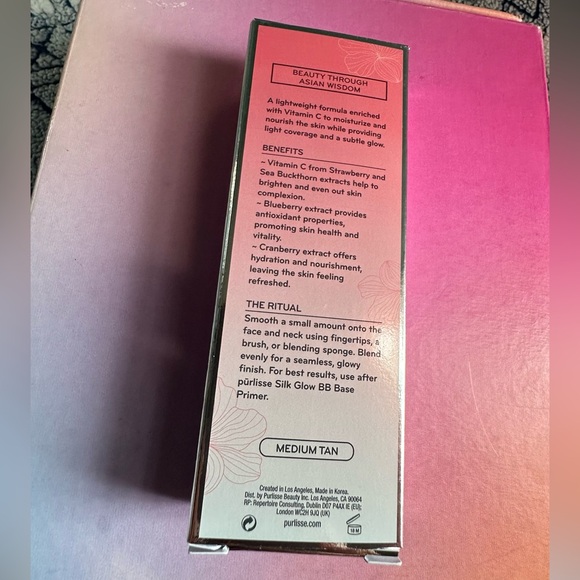 BEAUTY THROUGH
ASIAN WISDOM
A lightweight formula enriched
with Vitamin C to moisturize and
nourish the skin while providing
light coverage and a subtle glow.
BENEFITS
– Vitamin C from Strawberry and
Sea Buckthorn extracts help to
brighten and even out skin
complexion.
– Blueberry extract provides
antioxidant properties,
promoting skin health and
vitality.
– Cranberry extract offers
hydration and nourishment,
leaving the skin feeling
refreshed.
THE RITUAL
Smooth a small amount onto the
face and neck using fingertips, a
brush, or blending sponge. Blend
evenly for a seamless, glowy
finish. For best results, use after
pūrlisse Silk Glow BB Base
Primer.
MEDIUM TAN
Created in Los Angeles, Made in Korea.
Dist. by Purlisse Beauty Inc. Los Angeles, CA 90064
RP: Repertoire Consulting, Dublin D07 P4AX IE (EU);
London WC2H 9JQ (UK)
purlisse.com
18 M